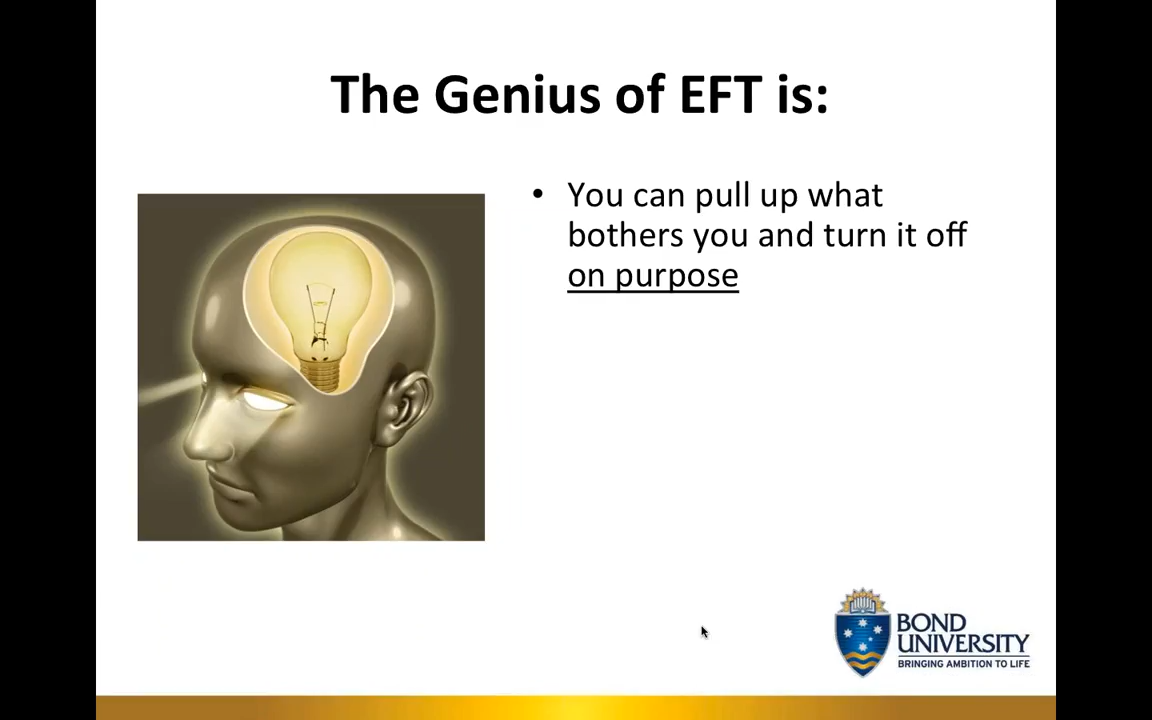 The Genius of EFT is:
• You can pull up what
bothers you and turn it off
on purpose
BOND
UNIVERSITY
BRINGING AMBITION TO LIFE